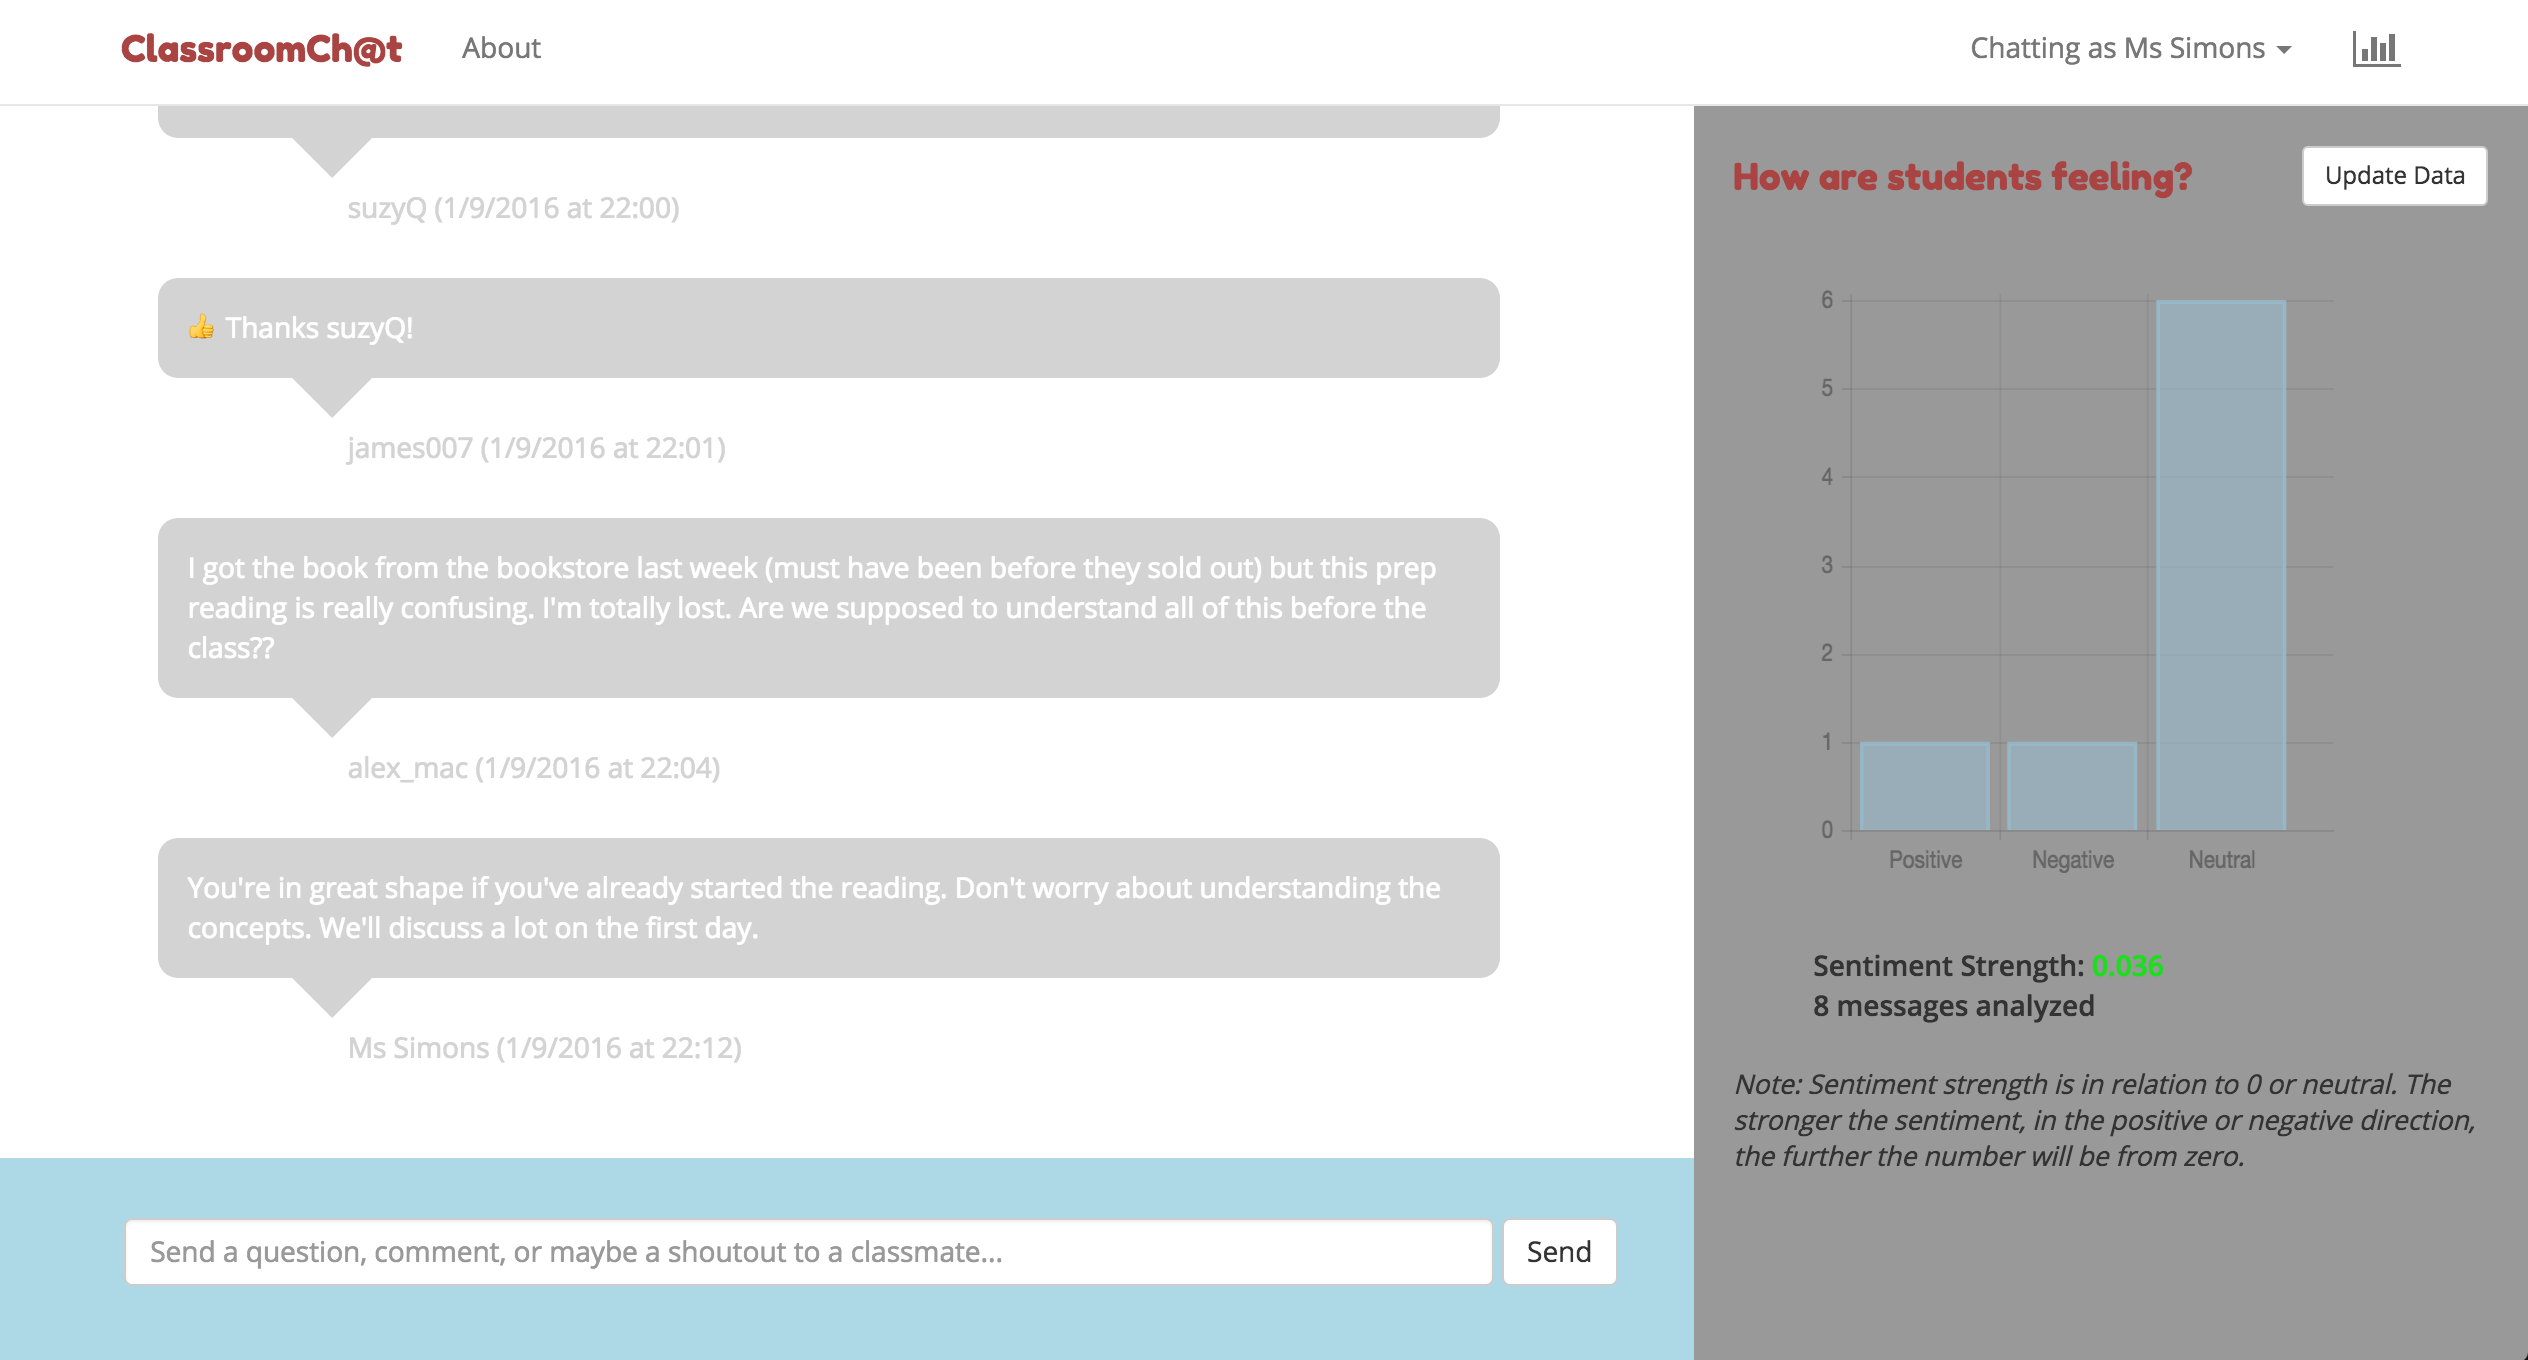 ClassroomCh@t
About
Chatting as Ms Simons
suzyQ (1/9/2016 at 22:00)
👍 Thanks suzyQ!
james007 (1/9/2016 at 22:01)
I got the book from the bookstore last week (must have been before they sold out) but this prep
reading is really confusing. I'm totally lost. Are we supposed to understand all of this before the
class??
alex_mac (1/9/2016 at 22:04)
You're in great shape if you've already started the reading. Don't worry about understanding the
concepts. We'll discuss a lot on the first day.
Ms Simons (1/9/2016 at 22:12)
Send a question, comment, or maybe a shoutout to a classmate...
Send
How are students feeling?
Update Data
6
5
4
3
2
1
0
Positive
Negative
Neutral
Sentiment Strength: 0.036
8 messages analyzed
Note: Sentiment strength is in relation to 0 or neutral. The
stronger the sentiment, in the positive or negative direction,
the further the number will be from zero.